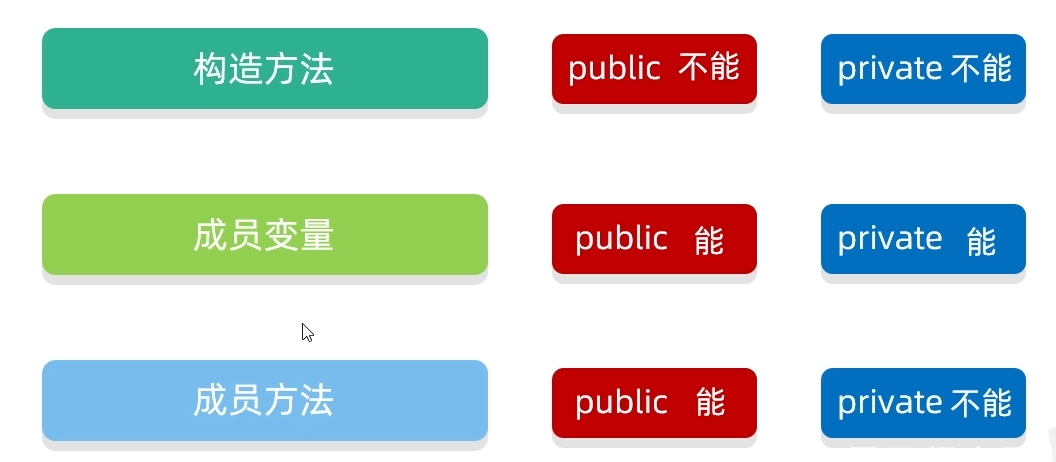 构造方法 public 不能 private 不能
成员变量 public 能 private 能
成员方法 public 能 private 不能